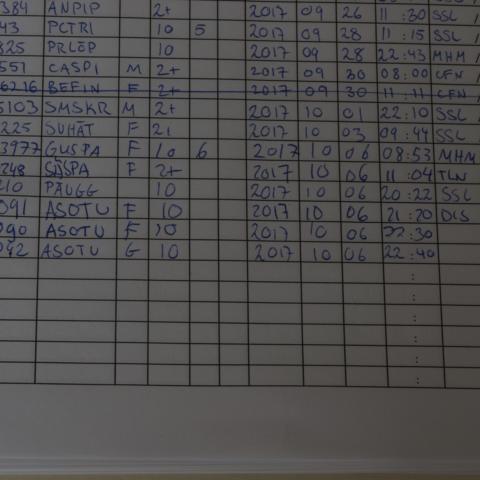 384 ANPIP 2+ 2017 09 26 11:30 SSL
43 PCTRI 10 5 2017 09 28 11:15 SSL
825 PRLCP 10 2017 09 28 22:43 MHM
551 CASPI M 2+ 2017 09 30 08:00 CFN
6216 BEFIN F 2+ 2017 09 30 11:11 CFN
5103 SMSKR M 2+ 2017 10 01 22:10 SSL
225 SUHAT F 2+ 2017 10 03 09:44 SSL
3977 GUSPA F 10 6 2017 10 06 08:53 MHM
248 SASPA F 2+ 2017 10 06 11:04 TLN
210 PAUGG 10 2017 10 06 20:22 SSL
091 ASOTU F 10 2017 10 06 21:20 DIS
090 ASOTU F 10 2017 10 06 22:30
092 ASOTU G 10 2017 10 06 22:40